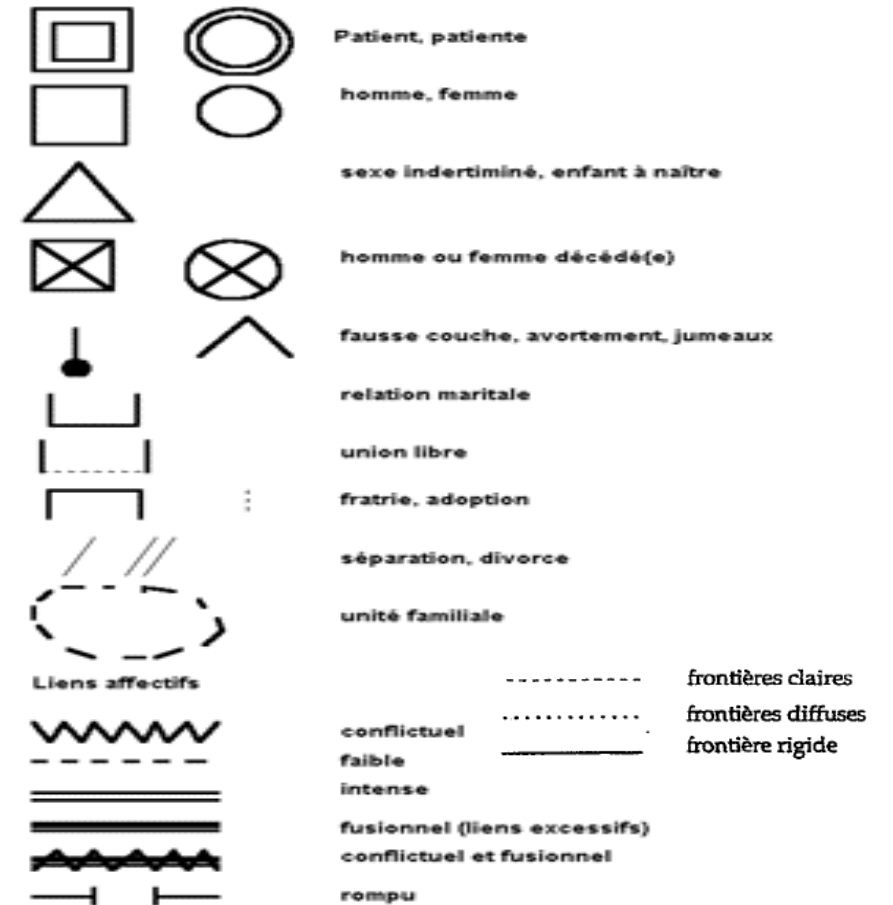 Patient, patiente
homme, femme
sexe indertiminé, enfant à naître
homme ou femme décédé(e)
fausse couche, avortement, jumeaux
relation maritale
union libre
fratrie, adoption
séparation, divorce
unité familiale
Liens affectifs
frontières claires
frontières diffuses
frontière rigide
conflictuel
faible
intense
fusionnel (liens excessifs)
conflictuel et fusionnel
rompu